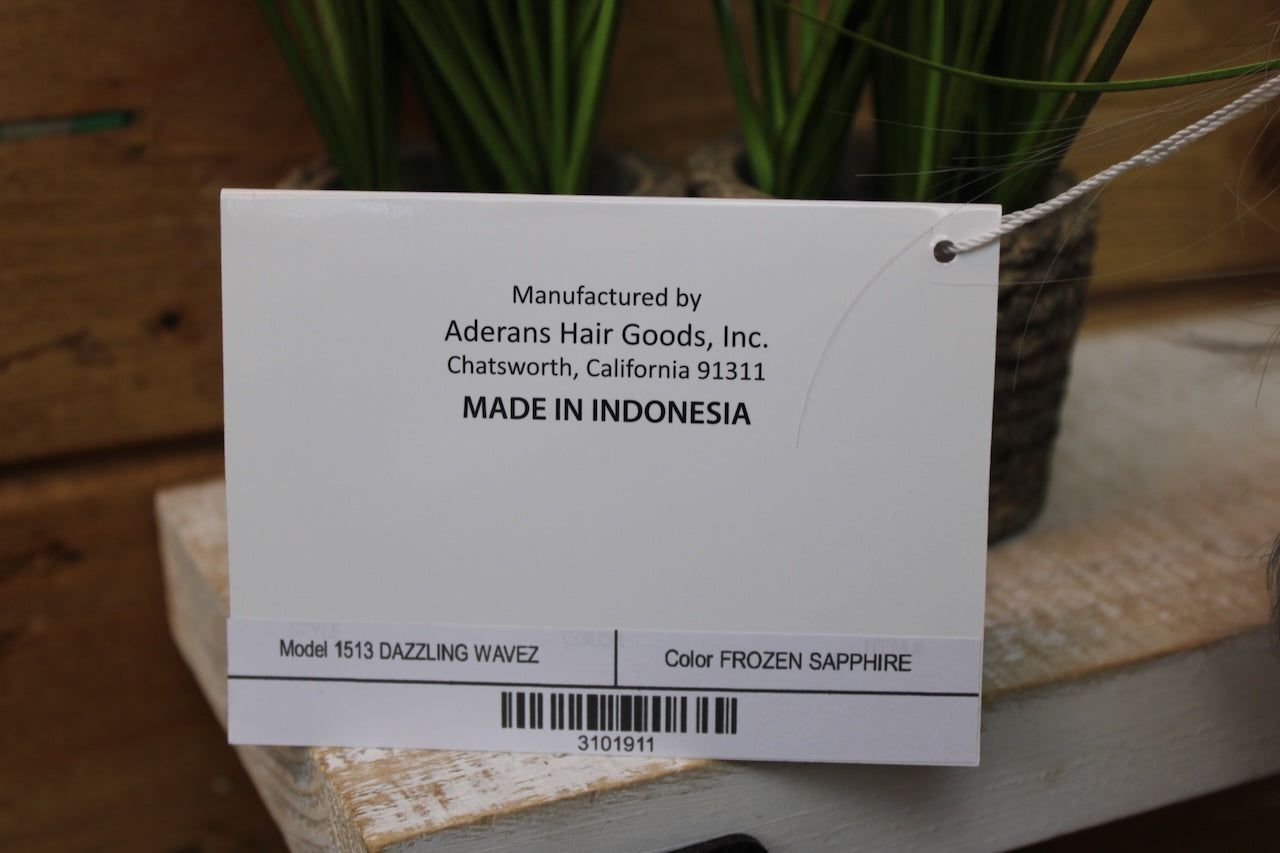 Manufactured by
Aderans Hair Goods, Inc.
Chatsworth, California 91311
MADE IN INDONESIA
Model 1513 DAZZLING WAVEZ
Color FROZEN SAPPHIRE
3101911